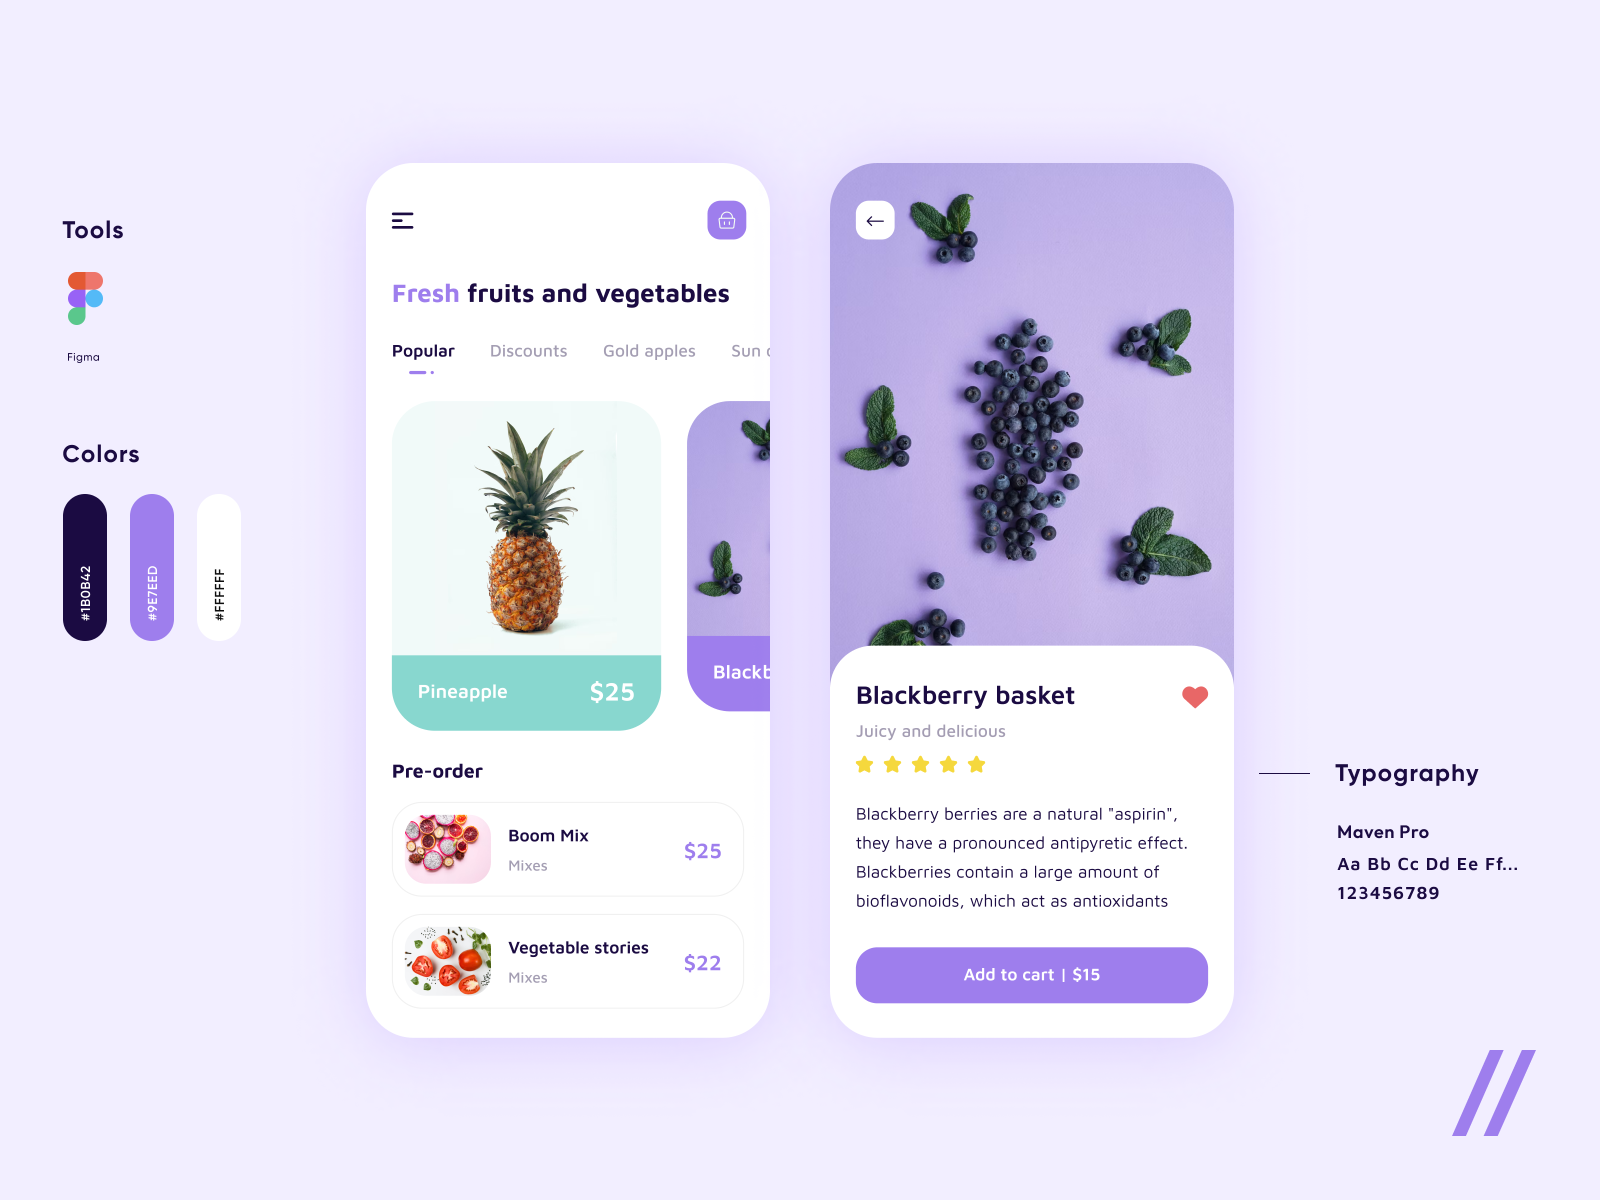 Tools
Figma
Colors
#1B0B42
#9E7EED
#FFFFFF
Fresh fruits and vegetables
Popular Discounts Gold apples Sun
Pineapple $25
Blackb
Pre-order
Boom Mix
Mixes
$25
Vegetable stories
Mixes
$22
Blackberry basket
Juicy and delicious
Blackberry berries are a natural "aspirin",
they have a pronounced antipyretic effect.
Blackberries contain a large amount of
bioflavonoids, which act as antioxidants
Add to cart | $15
Typography
Maven Pro
Aa Bb Cc Dd Ee Ff...
123456789